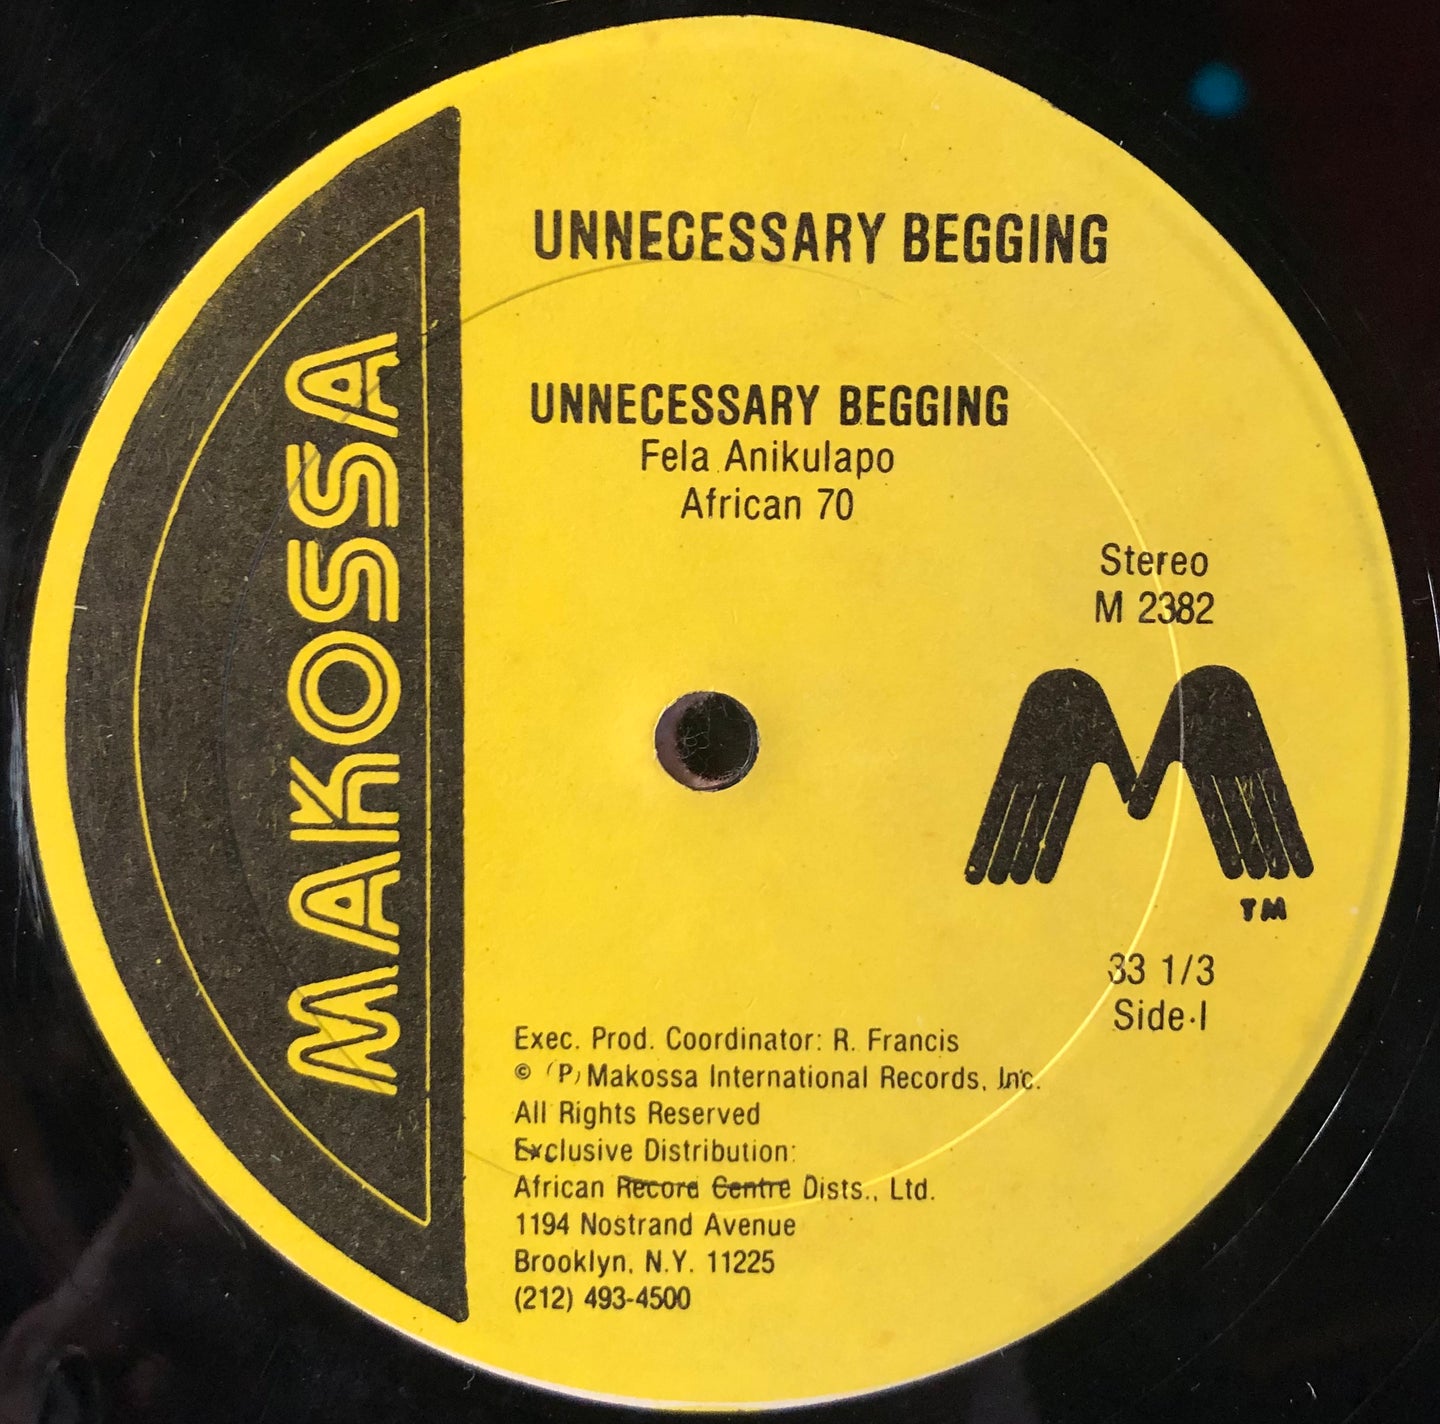 MAKOSSA
UNNECESSARY BEGGING
UNNECESSARY BEGGING
Fela Anikulapo
African 70
Stereo
M 2382
M
TM
33 1/3
Side·I
Exec. Prod. Coordinator: R. Francis
© (P) Makossa International Records, Inc.
All Rights Reserved
Exclusive Distribution:
African Record Centre Dists., Ltd.
1194 Nostrand Avenue
Brooklyn, N.Y. 11225
(212) 493-4500